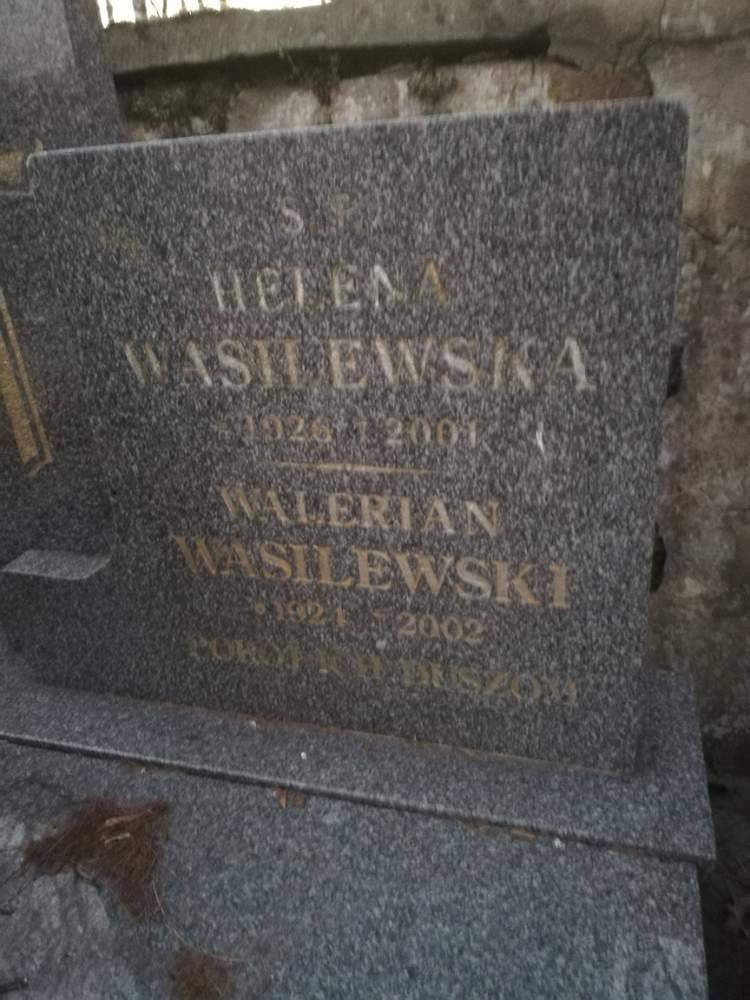 Ś. P.
HELENA
WASILEWSKA
* 1926 † 2001
WALERIAN
WASILEWSKI
* 1924 † 2002
POKÓJ ICH DUSZOM